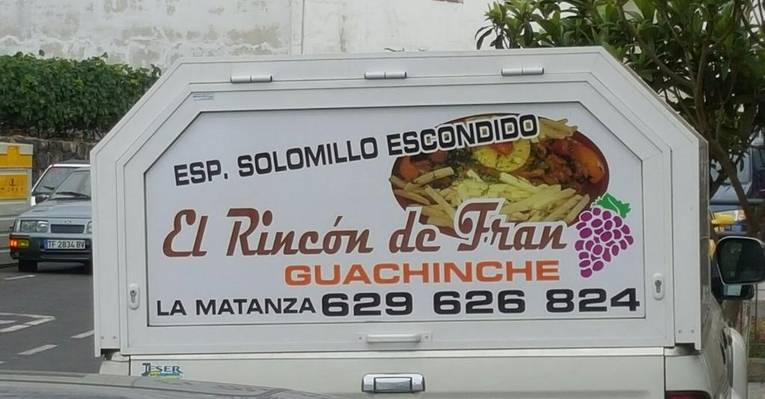 ESP. SOLOMILLO ESCONDIDO
El Rincón de Fran
GUACHINCHE
LA MATANZA 629 626 824
TF 2834 BV
TESER